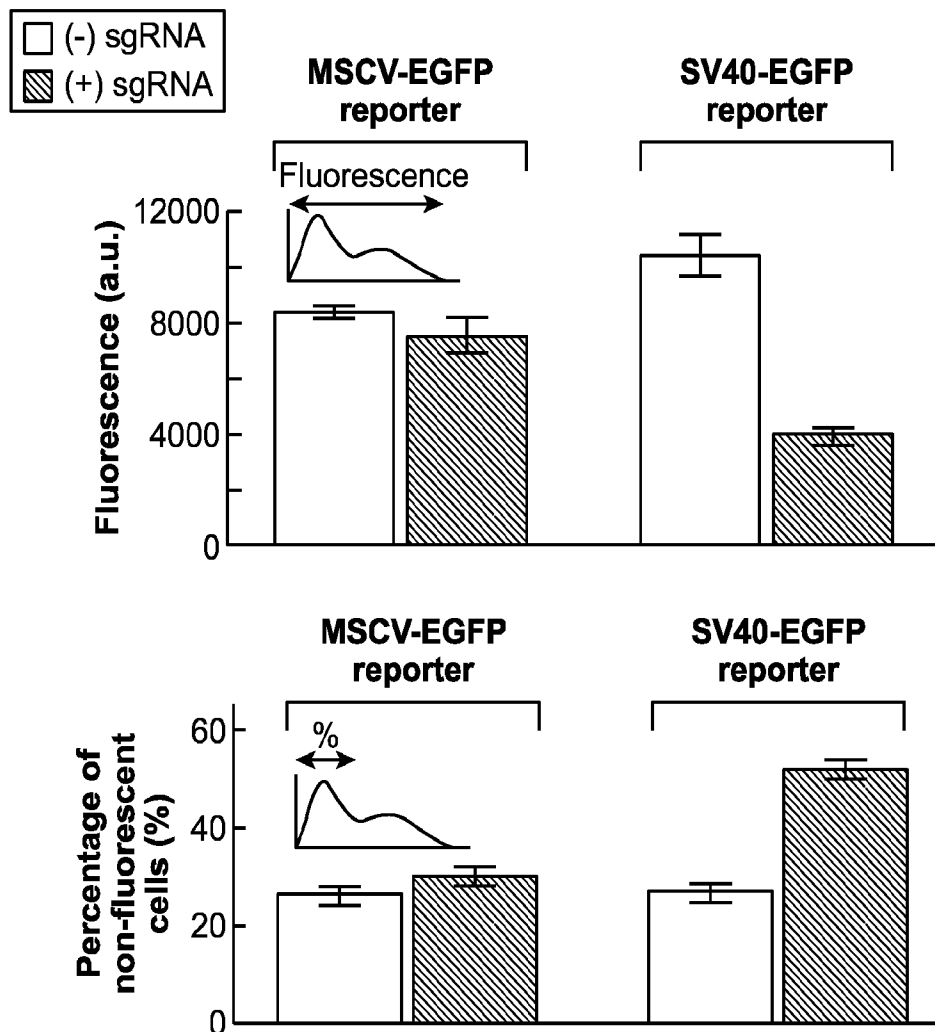 (-) sgRNA
(+) sgRNA
MSCV-EGFP
reporter
SV40-EGFP
reporter
Fluorescence
Fluorescence (a.u.)
12000
8000
4000
0
MSCV-EGFP
reporter
SV40-EGFP
reporter
%
Percentage of
non-fluorescent
cells (%)
60
40
20
0